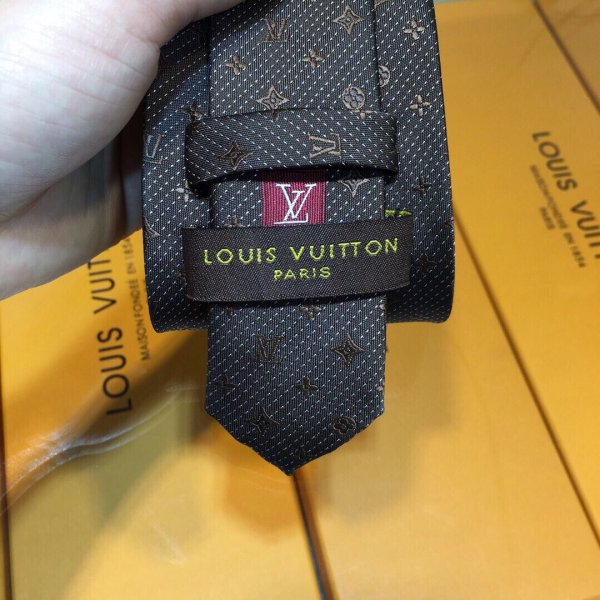 LV
LOUIS VUITTON
PARIS
LOUIS VUITTON
MAISON FONDÉE EN 1854
PARIS
LOUIS VUIT
MAISON FONDÉE EN 1854